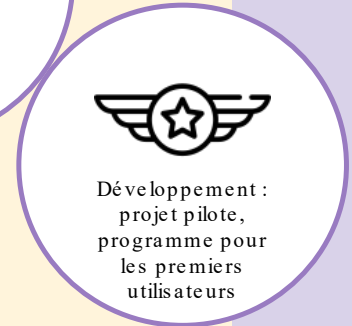 Développement :
projet pilote,
programme pour
les premiers
utilisateurs